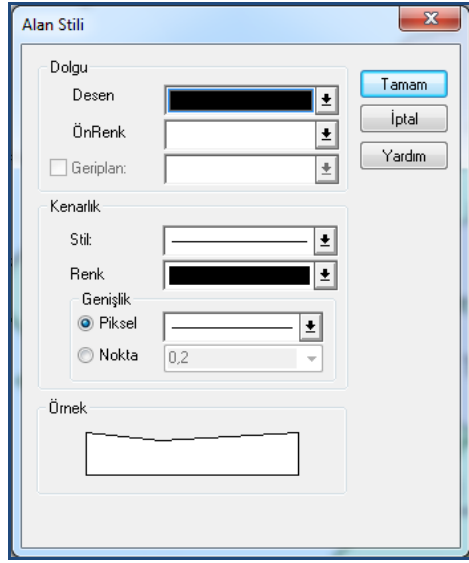 Alan Stili
Dolgu
Desen
ÖnRenk
Geriplan:
Tamam
İptal
Yardım
Kenarlık
Stil:
Renk
Genişlik
Piksel
Nokta
0,2
Örnek